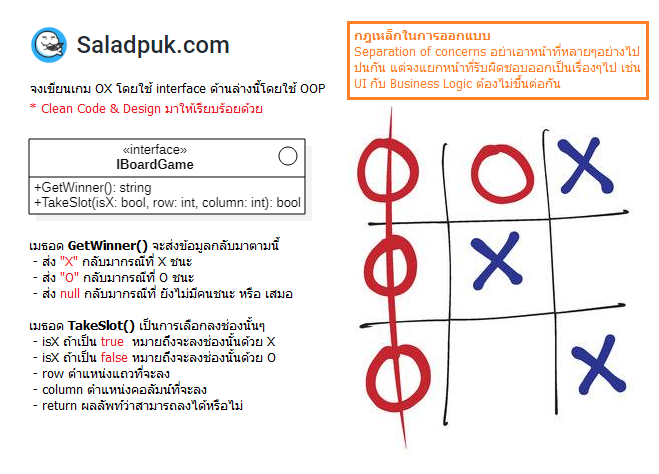 Saladpuk.com
จงเขียนเกม OX โดยใช้ interface ด้านล่างนี้โดยใช้ OOP
* Clean Code & Design มาให้เรียบร้อยด้วย
«interface»
IBoardGame
+GetWinner(): string
+TakeSlot(isX: bool, row: int, column: int): bool
เมธอด GetWinner() จะส่งข้อมูลกลับมาตามนี้
- ส่ง "X" กลับมากรณีที่ X ชนะ
- ส่ง "O" กลับมากรณีที่ O ชนะ
- ส่ง null กลับมากรณีที่ ยังไม่มีคนชนะ หรือ เสมอ
เมธอด TakeSlot() เป็นการเลือกลงช่องนั้นๆ
- isX ถ้าเป็น true หมายถึงจะลงช่องนั้นด้วย X
- isX ถ้าเป็น false หมายถึงจะลงช่องนั้นด้วย O
- row ตำแหน่งแถวที่จะลง
- column ตำแหน่งคอลัมน์ที่จะลง
- return ผลลัพท์ว่าสามารถลงได้หรือไม่
กฎเหล็กในการออกแบบ
Separation of concerns อย่าเอาหน้าที่หลายๆอย่างไป
ปนกัน แต่จงแยกหน้าที่รับผิดชอบออกเป็นเรื่องๆไป เช่น
UI กับ Business Logic ต้องไม่ขึ้นต่อกัน
O O X
O X
O X